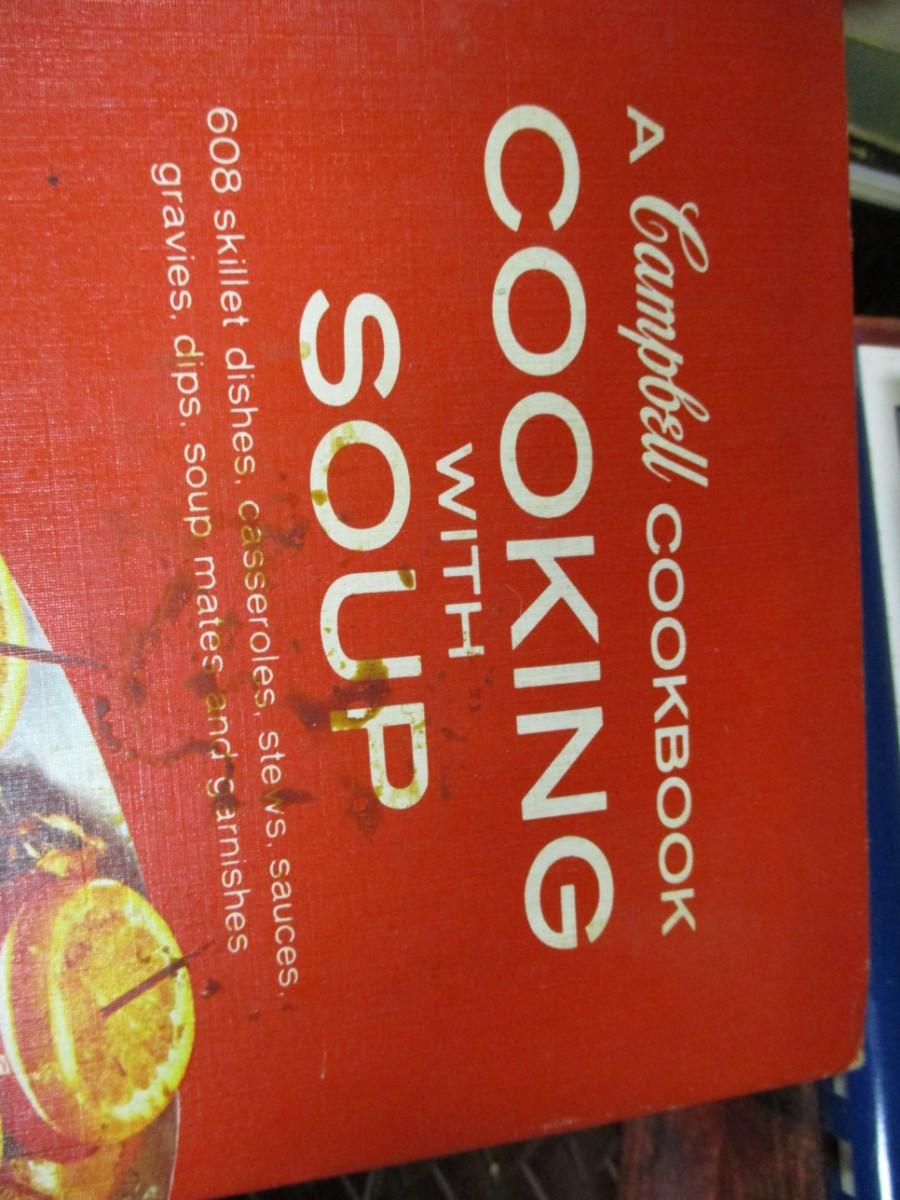 A Campbell COOKBOOK
COOKING
WITH
SOUP
608 skillet dishes, casseroles, stews, sauces,
gravies, dips, soup mates and garnishes